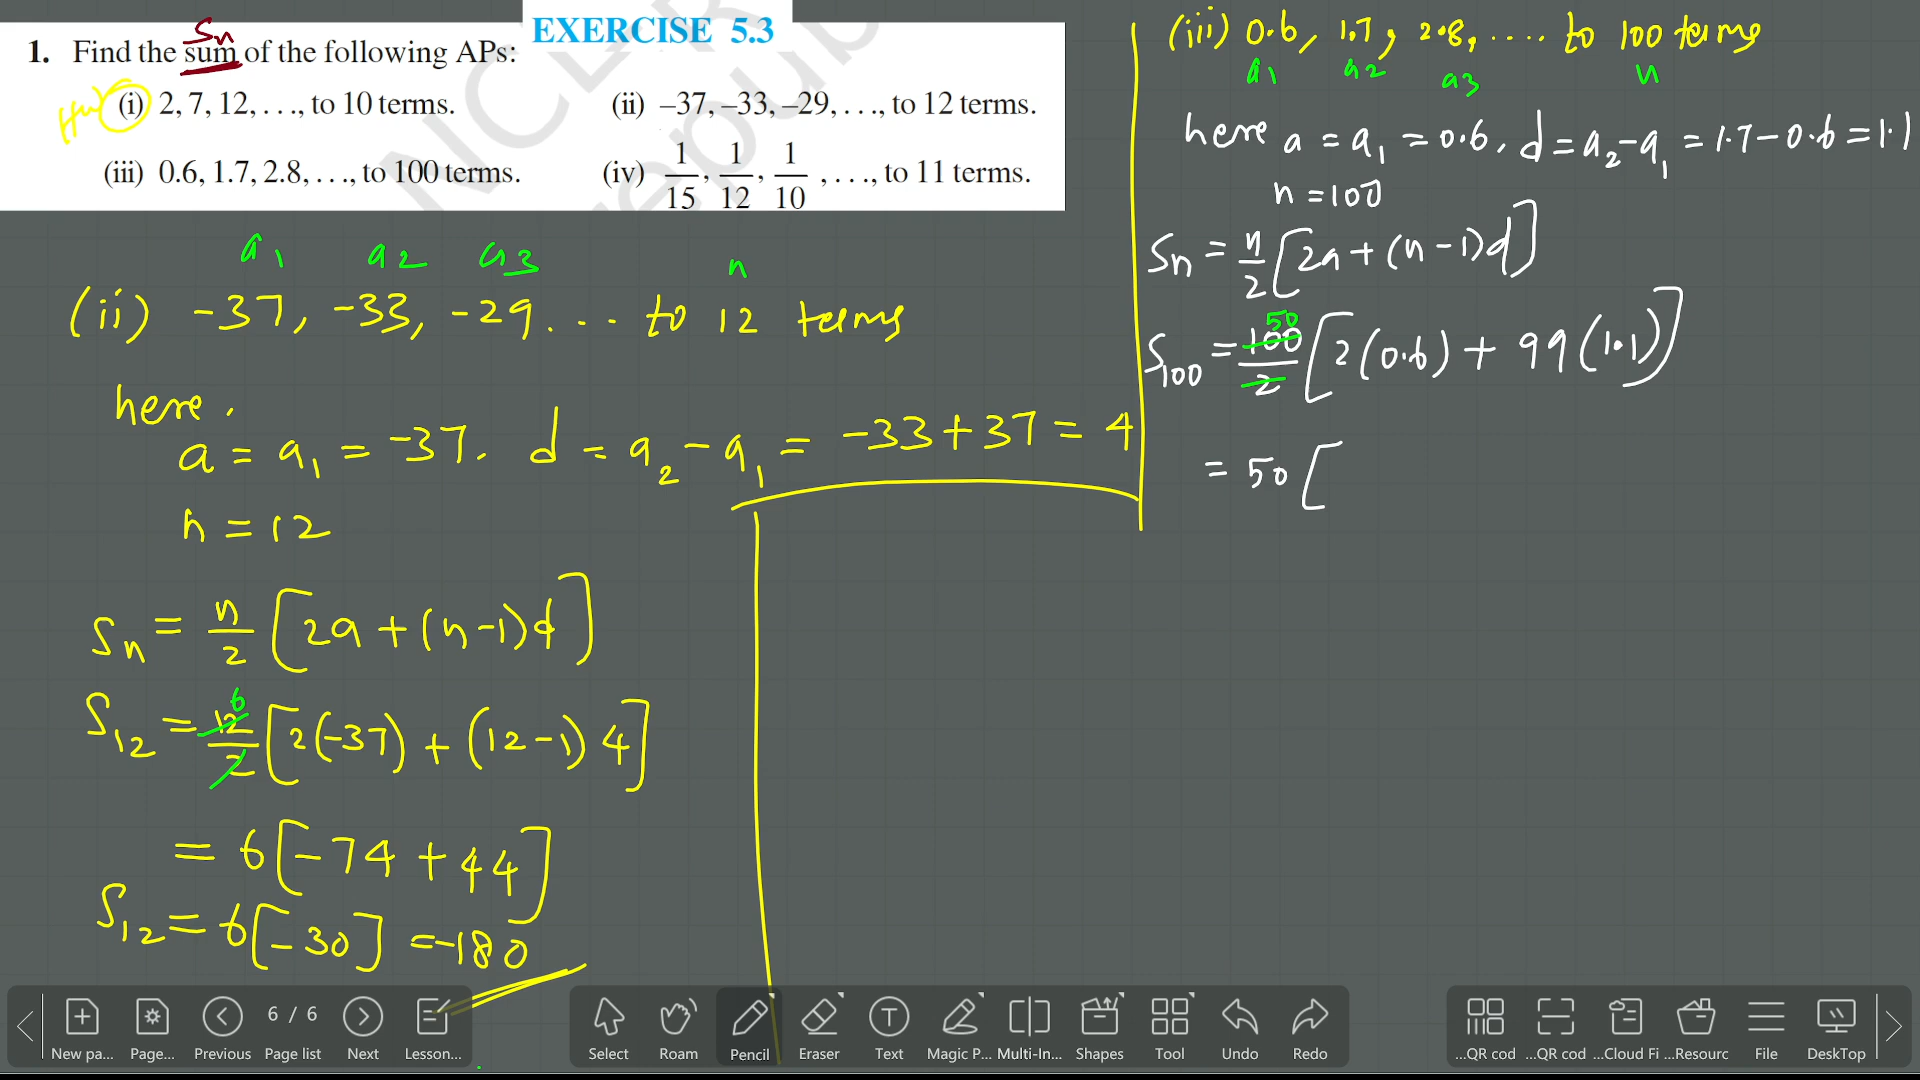 EXERCISE 5.3
Sn
1. Find the sum of the following APs:
Hw (i) 2, 7, 12, . . ., to 10 terms.
(ii) –37, –33, –29, . . ., to 12 terms.
(iii) 0.6, 1.7, 2.8, . . ., to 100 terms.
(iv) 1/15, 1/12, 1/10, . . ., to 11 terms.
a1 a2 a3 n
(ii) -37, -33, -29. ... to 12 terms
here,
a = a1 = -37. d = a2 - a1 = -33+37 = 4
n = 12
Sn = n/2 [2a + (n-1)d]
S12 = 12/2 [2(-37) + (12-1) 4]
6
= 6[-74 + 44]
S12 = 6[-30] = -180
(iii) 0.6, 1.7, 2.8, .... to 100 terms
a1 a2 a3 n
here a = a1 = 0.6, d = a2-a1 = 1.7-0.6 = 1.1
n = 100
Sn = n/2 [2a + (n-1)d]
50
S100 = 100/2 [2(0.6) + 99(1.1)]
= 50 [
6 / 6
New pa... Page... Previous Page list Next Lesson...
Select Roam Pencil Eraser Text Magic P... Multi-In... Shapes Tool Undo Redo
...QR cod ...QR cod ...Cloud Fi ...Resourc File DeskTop